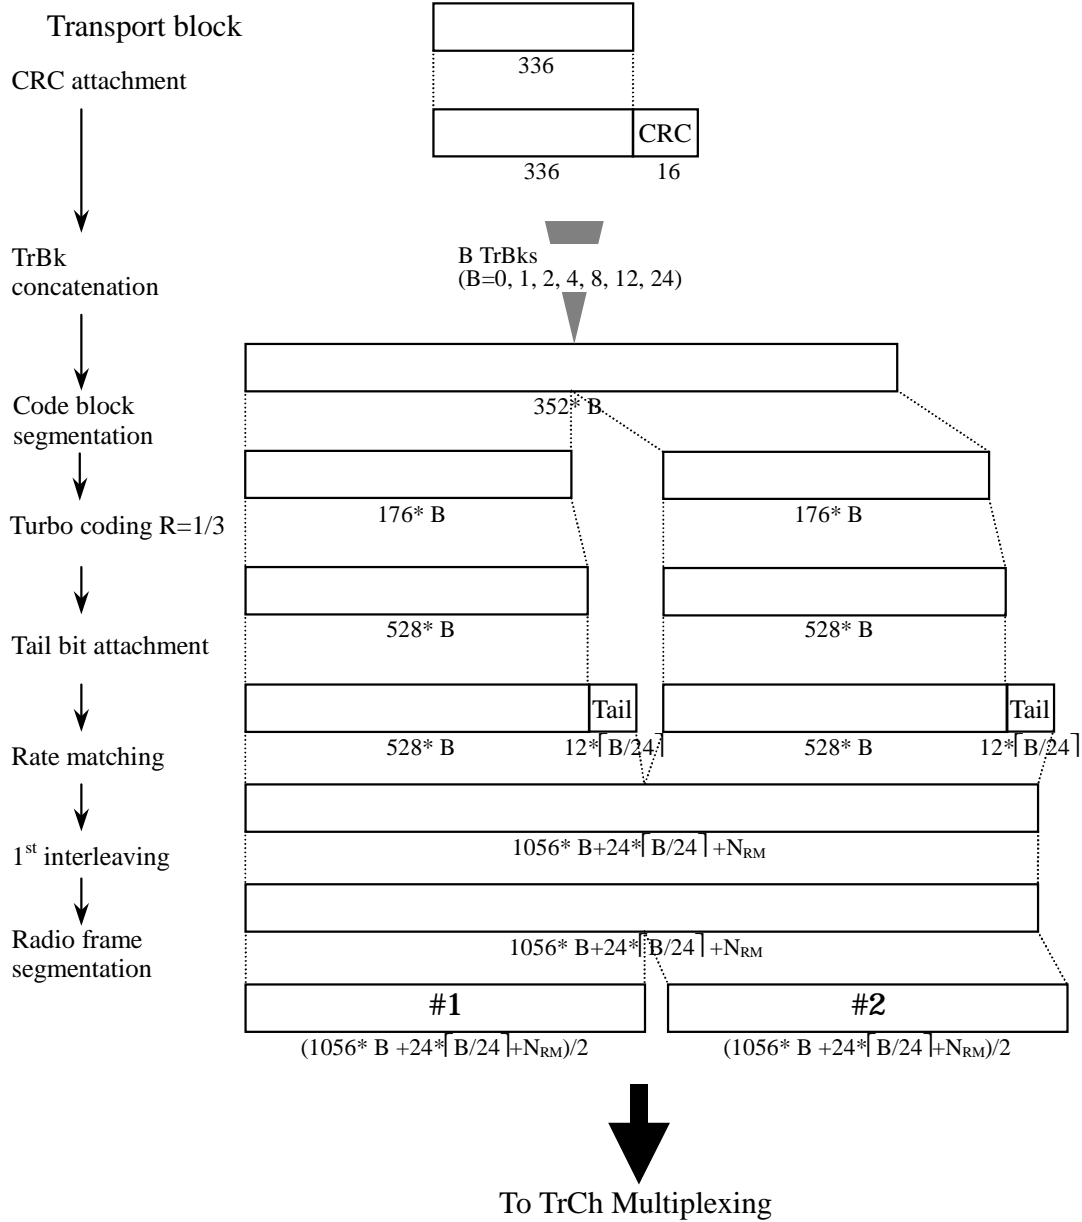 Transport block
336
CRC attachment
CRC
336 16
TrBk
concatenation
B TrBks
(B=0, 1, 2, 4, 8, 12, 24)
352* B
Code block
segmentation
176* B 176* B
Turbo coding R=1/3
528* B 528* B
Tail bit attachment
Tail Tail
528* B 12*⌈B/24⌉ 528* B 12*⌈B/24⌉
Rate matching
1056* B+24*⌈B/24⌉+N_RM
1st interleaving
1056* B+24*⌈B/24⌉+N_RM
Radio frame
segmentation
#1 #2
(1056* B +24*⌈B/24⌉+N_RM)/2 (1056* B +24*⌈B/24⌉+N_RM)/2
To TrCh Multiplexing